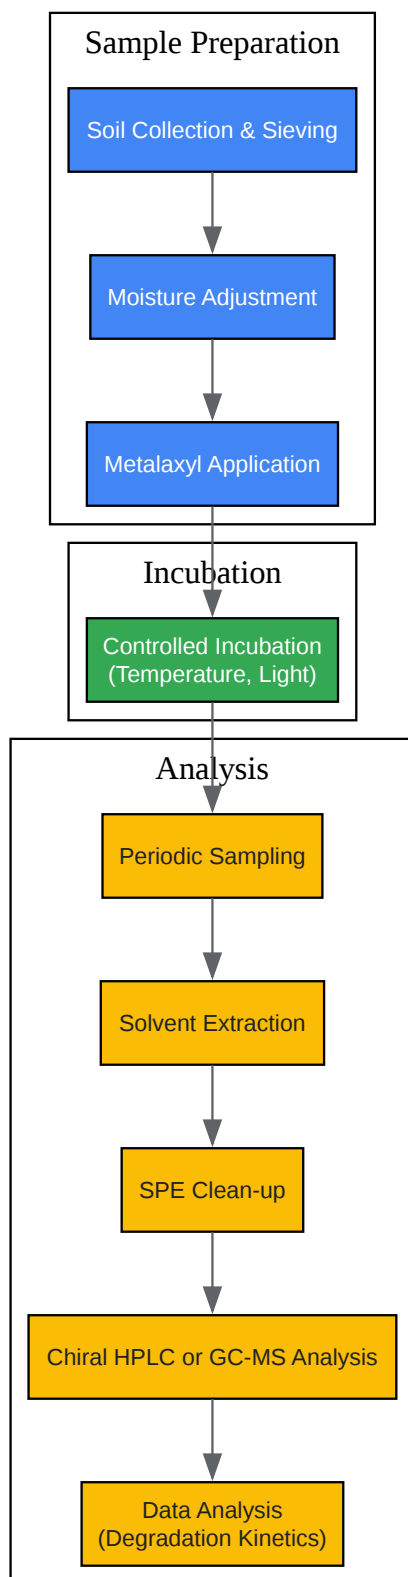 Sample Preparation
Soil Collection & Sieving
Moisture Adjustment
Metalaxyl Application
Incubation
Controlled Incubation
(Temperature, Light)
Analysis
Periodic Sampling
Solvent Extraction
SPE Clean-up
Chiral HPLC or GC-MS Analysis
Data Analysis
(Degradation Kinetics)